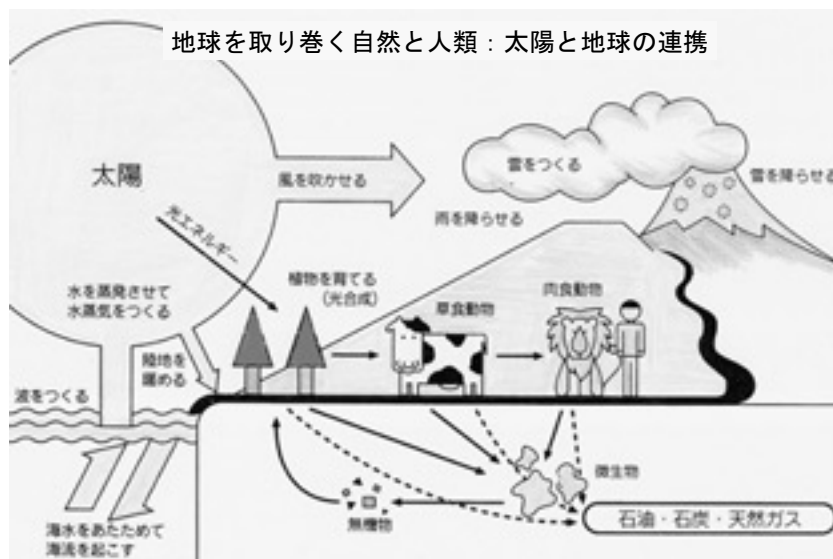 地球を取り巻く自然と人類：太陽と地球の連携
太陽
風を吹かせる
雲をつくる
雪を降らせる
雨を降らせる
光エネルギー
植物を育てる
（光合成）
水を蒸発させて
水蒸気をつくる
草食動物
肉食動物
陸地を
暖める
波をつくる
微生物
無機物
石油・石炭・天然ガス
海水をあたためて
海流を起こす